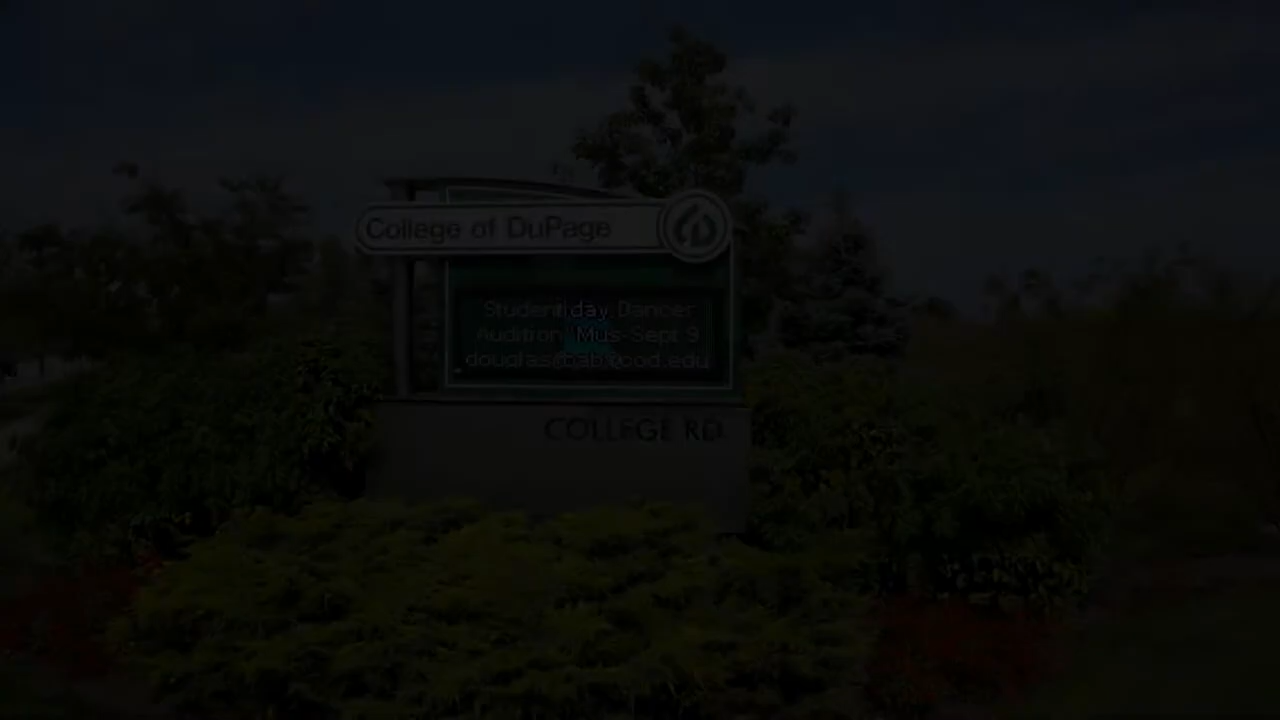 College of DuPage
Student day Dancer
Audition Mus-Sept 9
COLLEGE RD